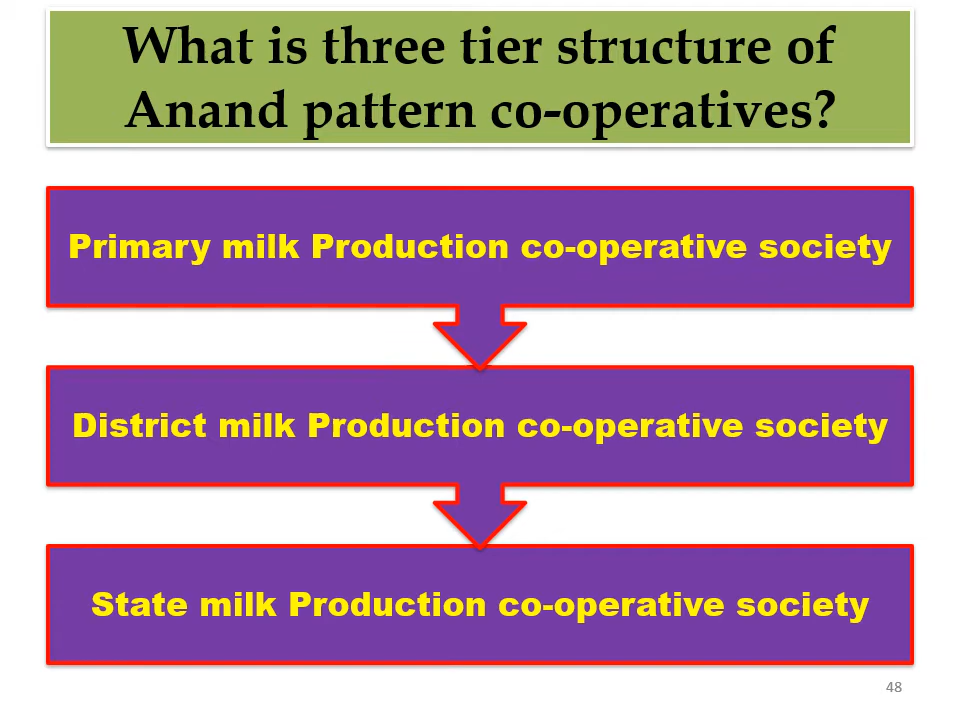 What is three tier structure of
Anand pattern co-operatives?
Primary milk Production co-operative society
District milk Production co-operative society
State milk Production co-operative society
48